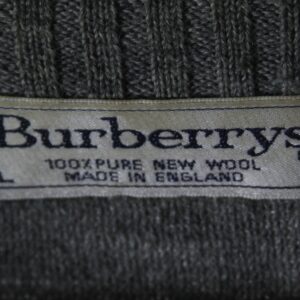 Burberrys
100% PURE NEW WOOL
L MADE IN ENGLAND